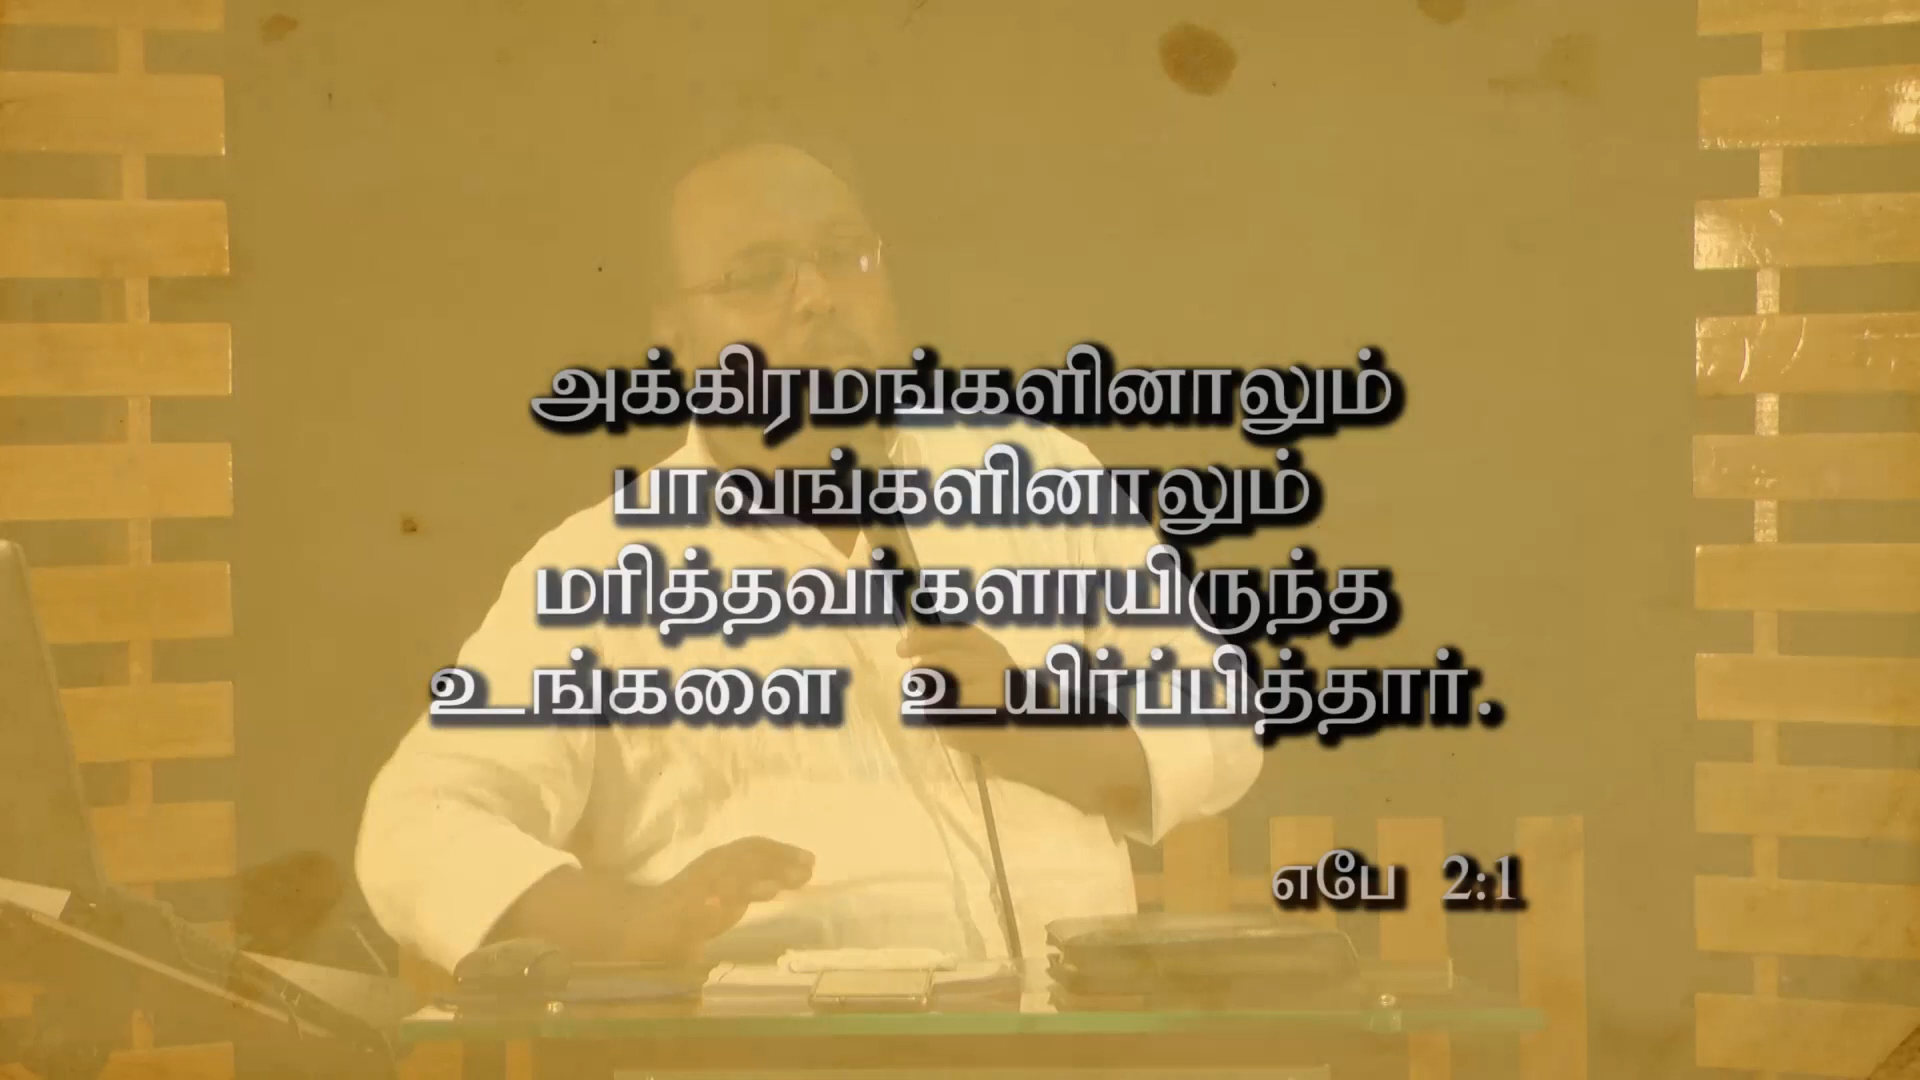 அக்கிரமங்களினாலும்
பாவங்களினாலும்
மரித்தவர்களாயிருந்த
உங்களை உயிர்ப்பித்தார்.
எபே 2:1